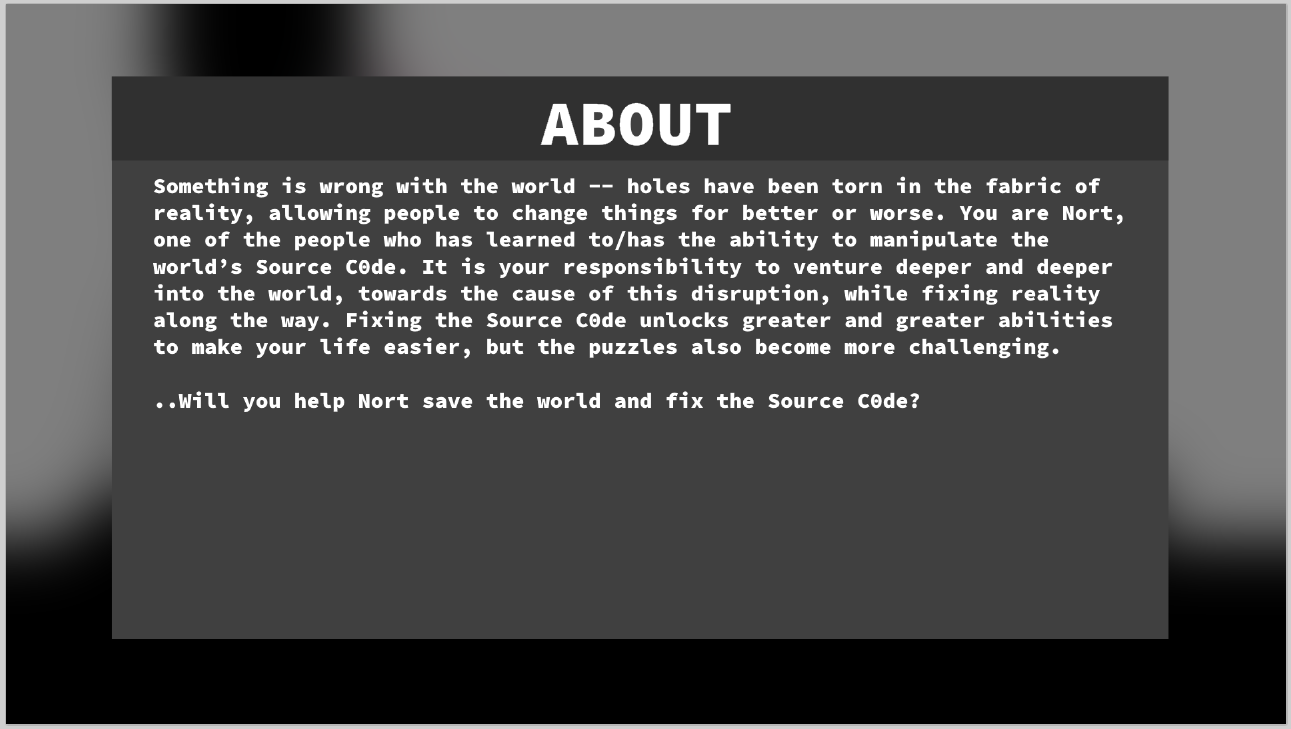 ABOUT
Something is wrong with the world -- holes have been torn in the fabric of
reality, allowing people to change things for better or worse. You are Nort,
one of the people who has learned to/has the ability to manipulate the
world’s Source C0de. It is your responsibility to venture deeper and deeper
into the world, towards the cause of this disruption, while fixing reality
along the way. Fixing the Source C0de unlocks greater and greater abilities
to make your life easier, but the puzzles also become more challenging.
..Will you help Nort save the world and fix the Source C0de?